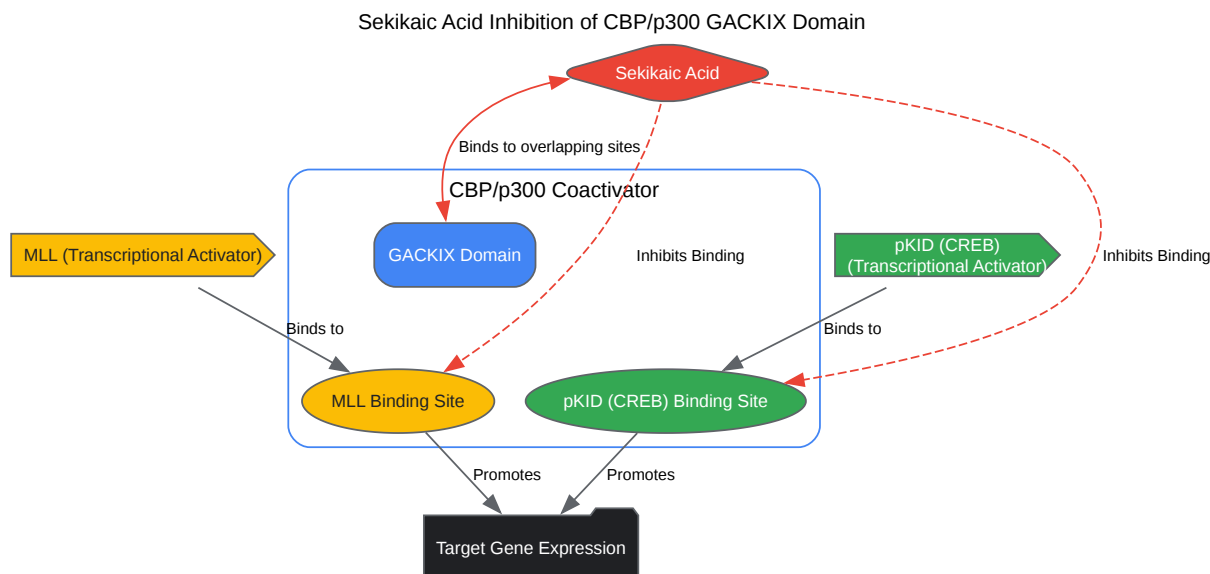 Sekikaic Acid Inhibition of CBP/p300 GACKIX Domain
Sekikaic Acid
Binds to overlapping sites
CBP/p300 Coactivator
MLL (Transcriptional Activator)
GACKIX Domain
Inhibits Binding
pKID (CREB)
(Transcriptional Activator)
Inhibits Binding
Binds to
Binds to
MLL Binding Site
pKID (CREB) Binding Site
Promotes
Promotes
Target Gene Expression